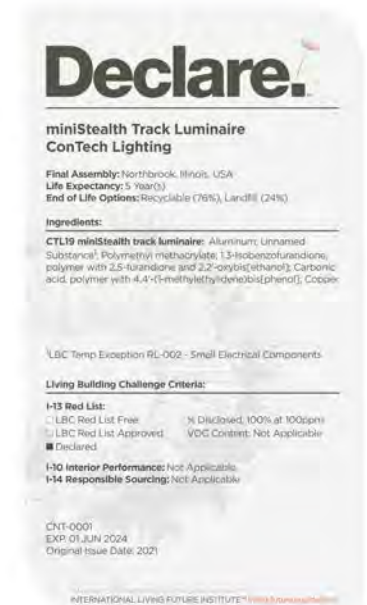 Declare.
miniStealth Track Luminaire
ConTech Lighting
Final Assembly: Northbrook, Illinois, USA
Life Expectancy: 5 Year(s)
End of Life Options: Recyclable (76%), Landfill (24%)
Ingredients:
CTL19 miniStealth track luminaire: Aluminum; Unnamed
Substance¹; Polymethyl methacrylate; 1,3-Isobenzofurandione,
polymer with 2,5-furandione and 2,2'-oxybis[ethanol]; Carbonic
acid, polymer with 4,4'-(1-methylethylidene)bis[phenol]; Copper
¹LBC Temp Exception RL-002 - Small Electrical Components
Living Building Challenge Criteria:
I-13 Red List:
LBC Red List Free % Disclosed: 100% at 100ppm
LBC Red List Approved VOC Content: Not Applicable
Declared
I-10 Interior Performance: Not Applicable
I-14 Responsible Sourcing: Not Applicable
CNT-0001
EXP. 01 JUN 2024
Original Issue Date: 2021
INTERNATIONAL LIVING FUTURE INSTITUTE™